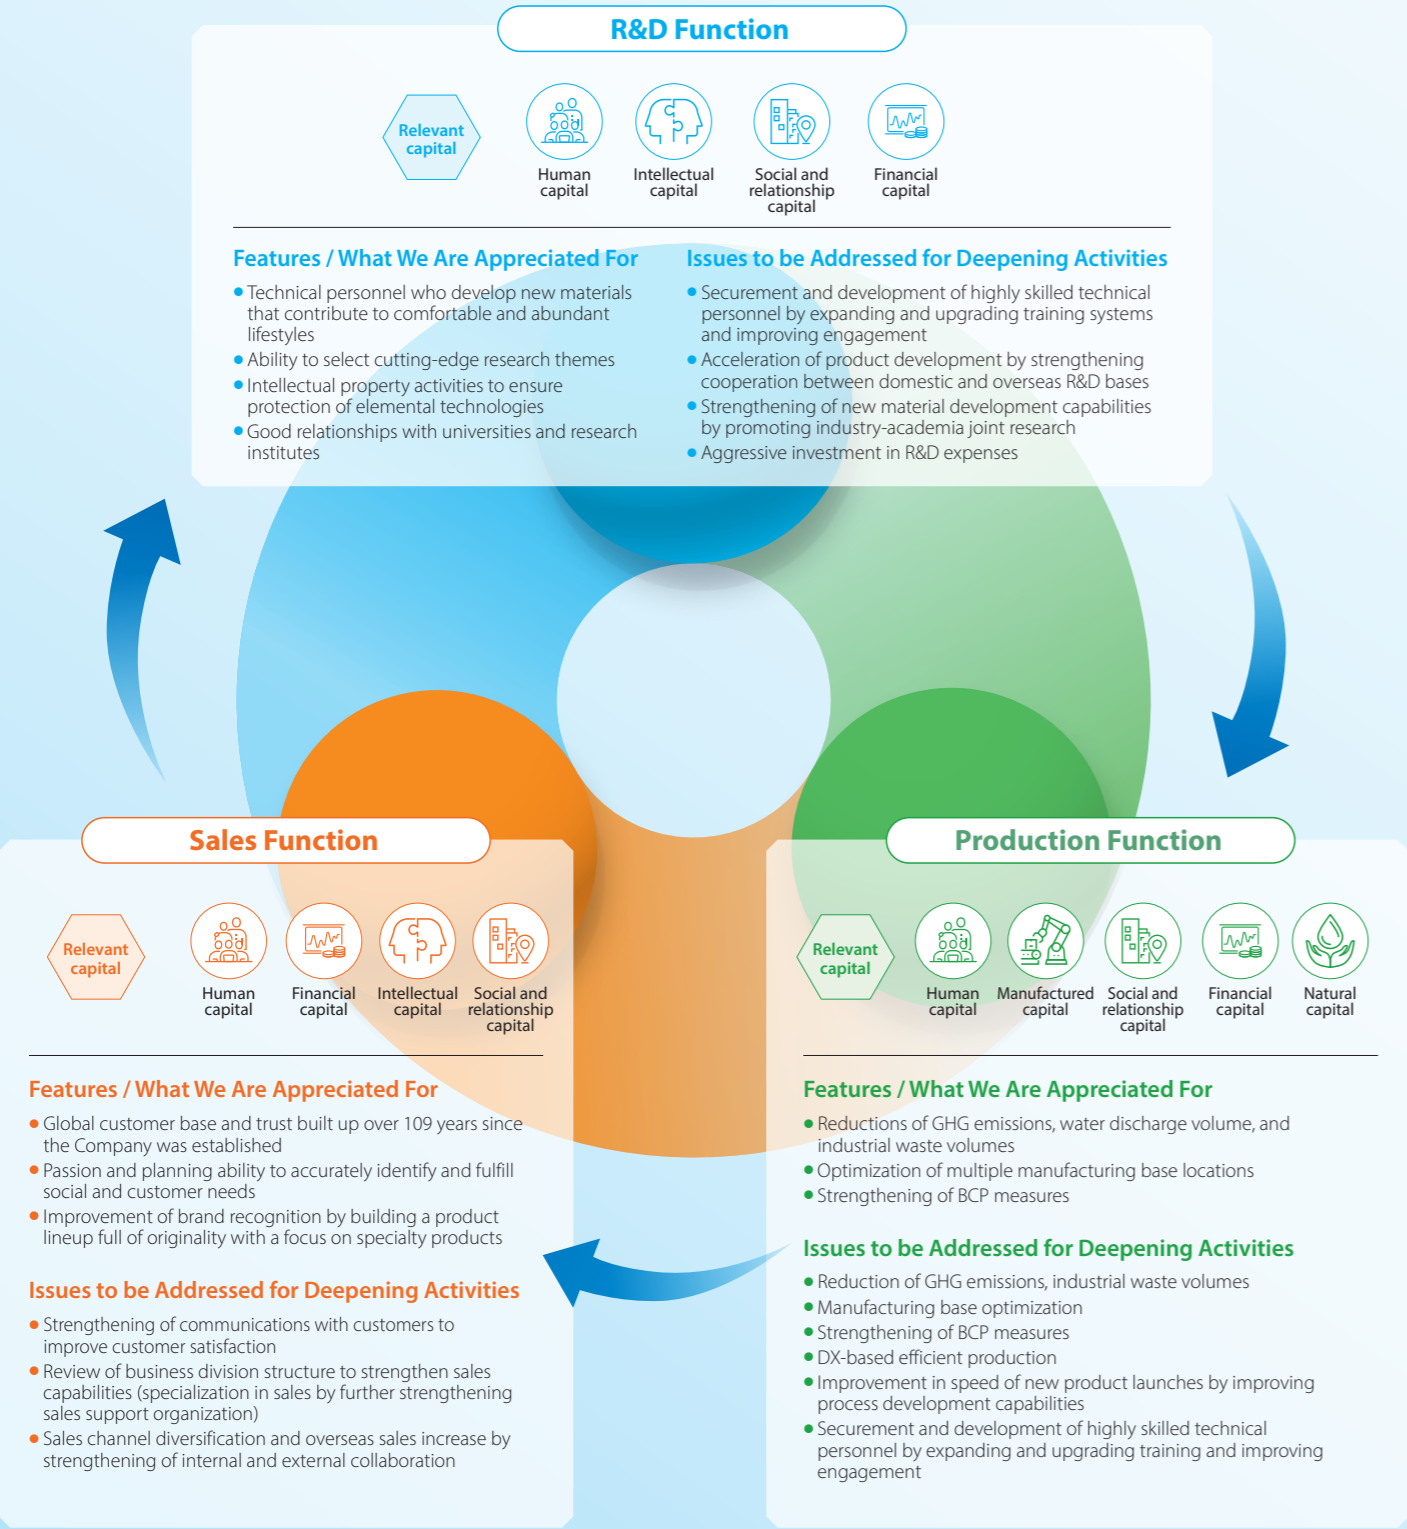 R&D Function
Relevant
capital
Human
capital
Intellectual
capital
Social and
relationship
capital
Financial
capital
Features / What We Are Appreciated For
● Technical personnel who develop new materials
that contribute to comfortable and abundant
lifestyles
● Ability to select cutting-edge research themes
● Intellectual property activities to ensure
protection of elemental technologies
● Good relationships with universities and research
institutes
Issues to be Addressed for Deepening Activities
● Securement and development of highly skilled technical
personnel by expanding and upgrading training systems
and improving engagement
● Acceleration of product development by strengthening
cooperation between domestic and overseas R&D bases
● Strengthening of new material development capabilities
by promoting industry-academia joint research
● Aggressive investment in R&D expenses
Sales Function
Relevant
capital
Human
capital
Financial
capital
Intellectual
capital
Social and
relationship
capital
Features / What We Are Appreciated For
● Global customer base and trust built up over 109 years since
the Company was established
● Passion and planning ability to accurately identify and fulfill
social and customer needs
● Improvement of brand recognition by building a product
lineup full of originality with a focus on specialty products
Issues to be Addressed for Deepening Activities
● Strengthening of communications with customers to
improve customer satisfaction
● Review of business division structure to strengthen sales
capabilities (specialization in sales by further strengthening
sales support organization)
● Sales channel diversification and overseas sales increase by
strengthening of internal and external collaboration
Production Function
Relevant
capital
Human
capital
Manufactured
capital
Social and
relationship
capital
Financial
capital
Natural
capital
Features / What We Are Appreciated For
● Reductions of GHG emissions, water discharge volume, and
industrial waste volumes
● Optimization of multiple manufacturing base locations
● Strengthening of BCP measures
Issues to be Addressed for Deepening Activities
● Reduction of GHG emissions, industrial waste volumes
● Manufacturing base optimization
● Strengthening of BCP measures
● DX-based efficient production
● Improvement in speed of new product launches by improving
process development capabilities
● Securement and development of highly skilled technical
personnel by expanding and upgrading training and improving
engagement